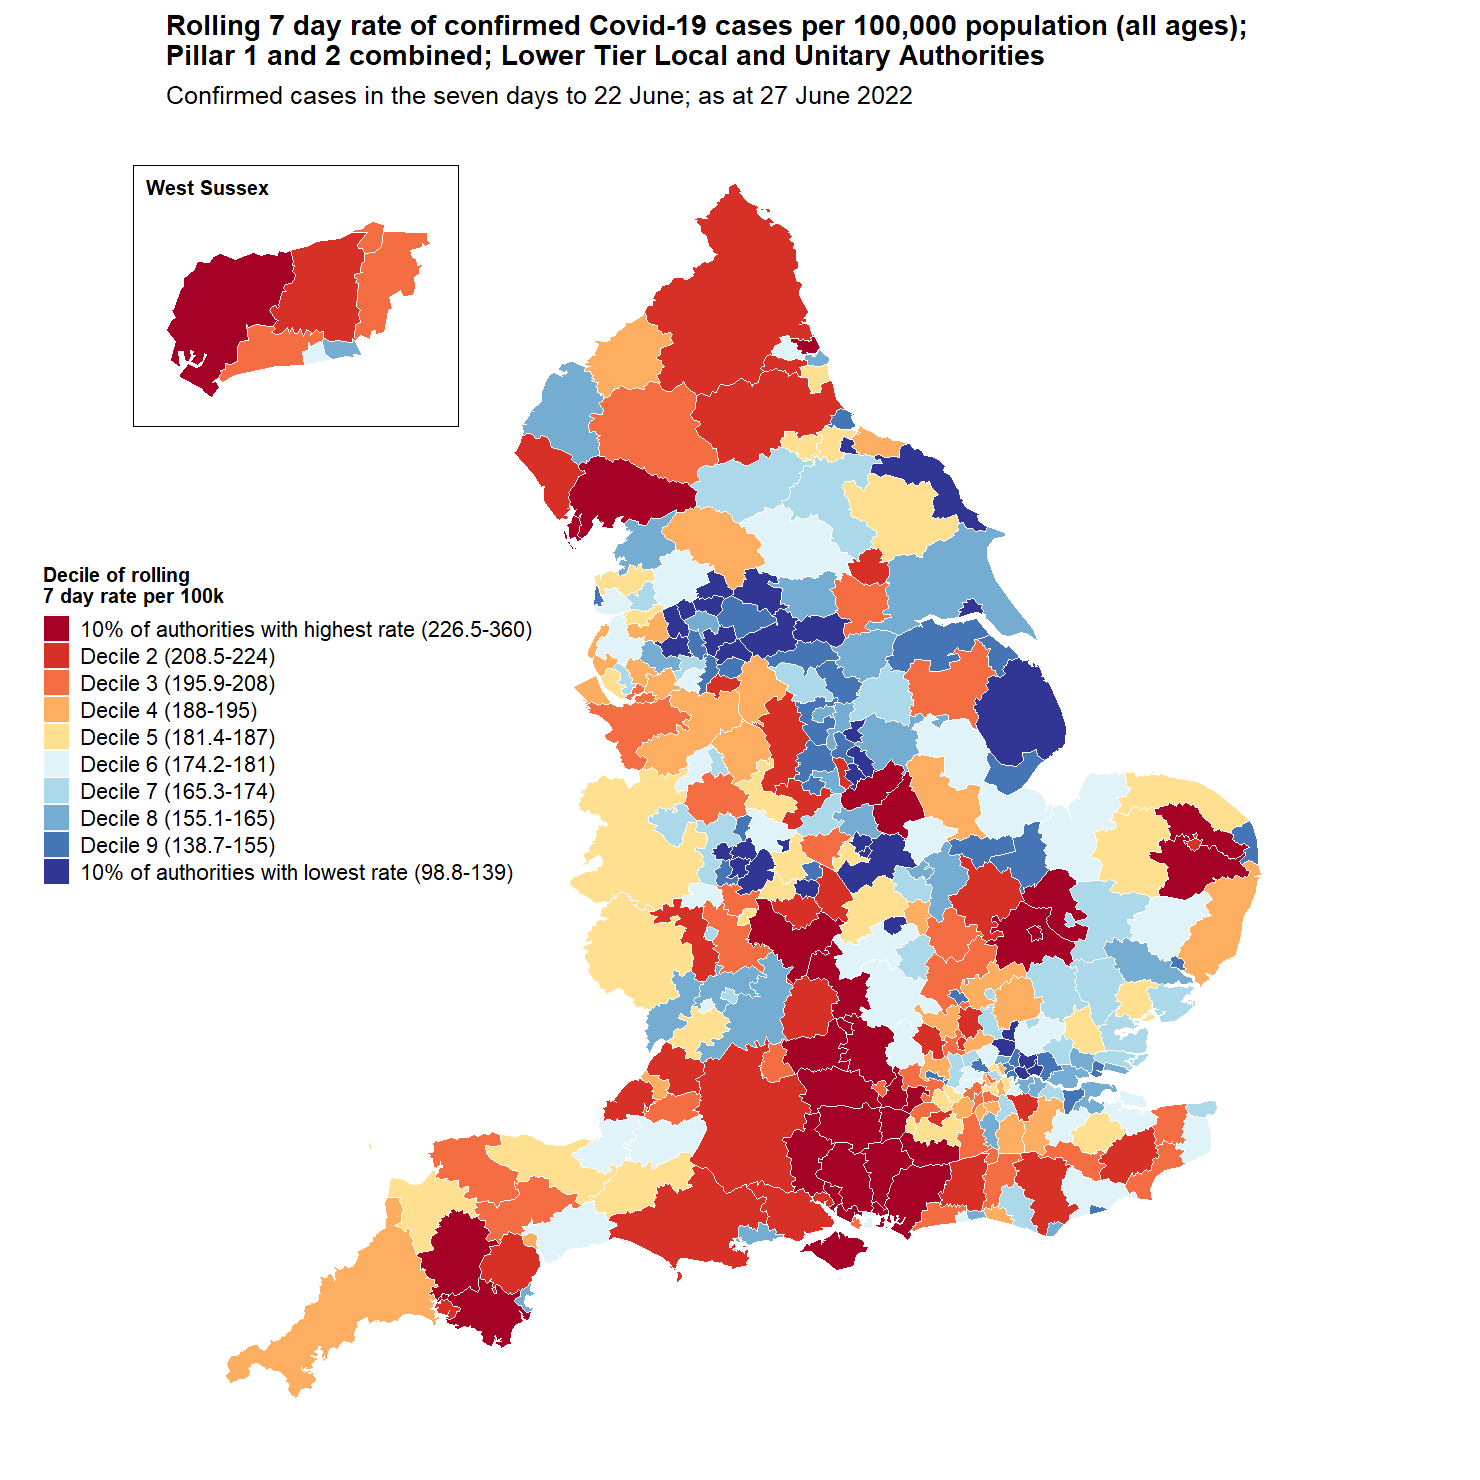 Rolling 7 day rate of confirmed Covid-19 cases per 100,000 population (all ages);
Pillar 1 and 2 combined; Lower Tier Local and Unitary Authorities
Confirmed cases in the seven days to 22 June; as at 27 June 2022
West Sussex
Decile of rolling
7 day rate per 100k
10% of authorities with highest rate (226.5-360)
Decile 2 (208.5-224)
Decile 3 (195.9-208)
Decile 4 (188-195)
Decile 5 (181.4-187)
Decile 6 (174.2-181)
Decile 7 (165.3-174)
Decile 8 (155.1-165)
Decile 9 (138.7-155)
10% of authorities with lowest rate (98.8-139)